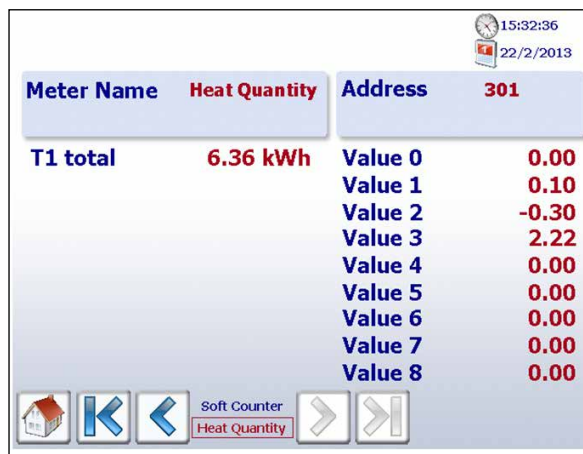 15:32:36
22/2/2013
Meter Name Heat Quantity Address 301
T1 total 6.36 kWh Value 0 0.00
Value 1 0.10
Value 2 -0.30
Value 3 2.22
Value 4 0.00
Value 5 0.00
Value 6 0.00
Value 7 0.00
Value 8 0.00
Soft Counter
Heat Quantity